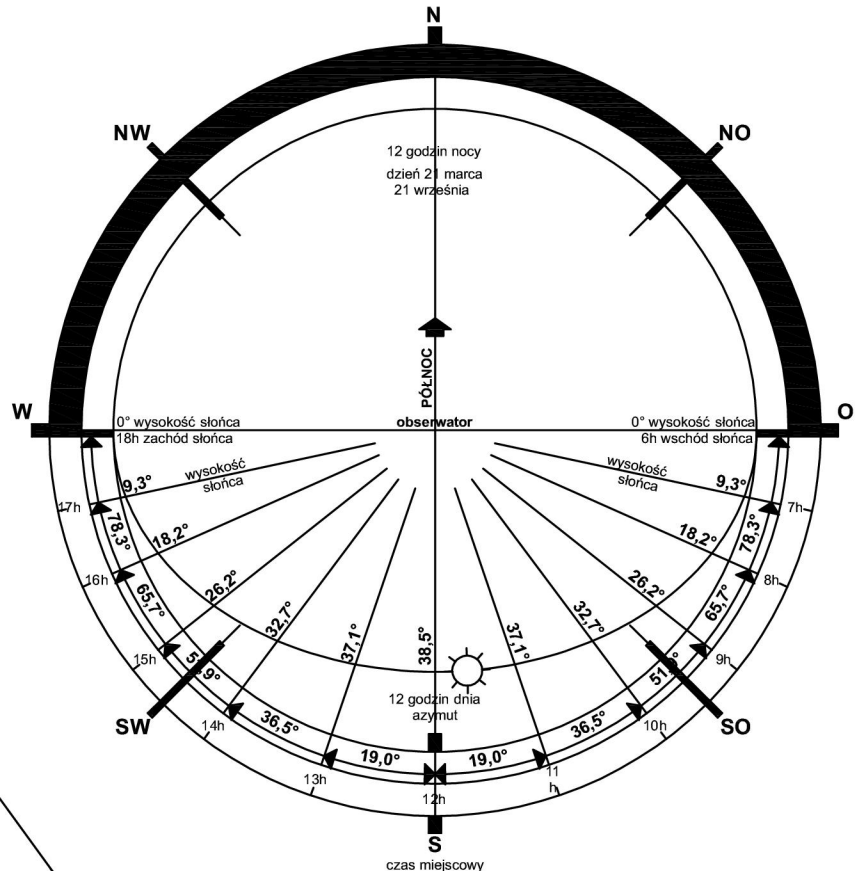 N
NW
NO
12 godzin nocy
dzień 21 marca
21 września
PÓŁNOC
W
O
0° wysokość słońca
obserwator
0° wysokość słońca
18h zachód słońca
6h wschód słońca
wysokość
słońca
wysokość
słońca
9,3°
9,3°
17h
7h
78,3°
78,3°
18,2°
18,2°
16h
8h
65,7°
65,7°
26,2°
26,2°
32,7°
32,7°
37,1°
37,1°
38,5°
15h
9h
12 godzin dnia
azymut
SW
SO
14h
10h
36,5°
36,5°
19,0°
19,0°
13h
11
h
12h
S
czas miejscowy